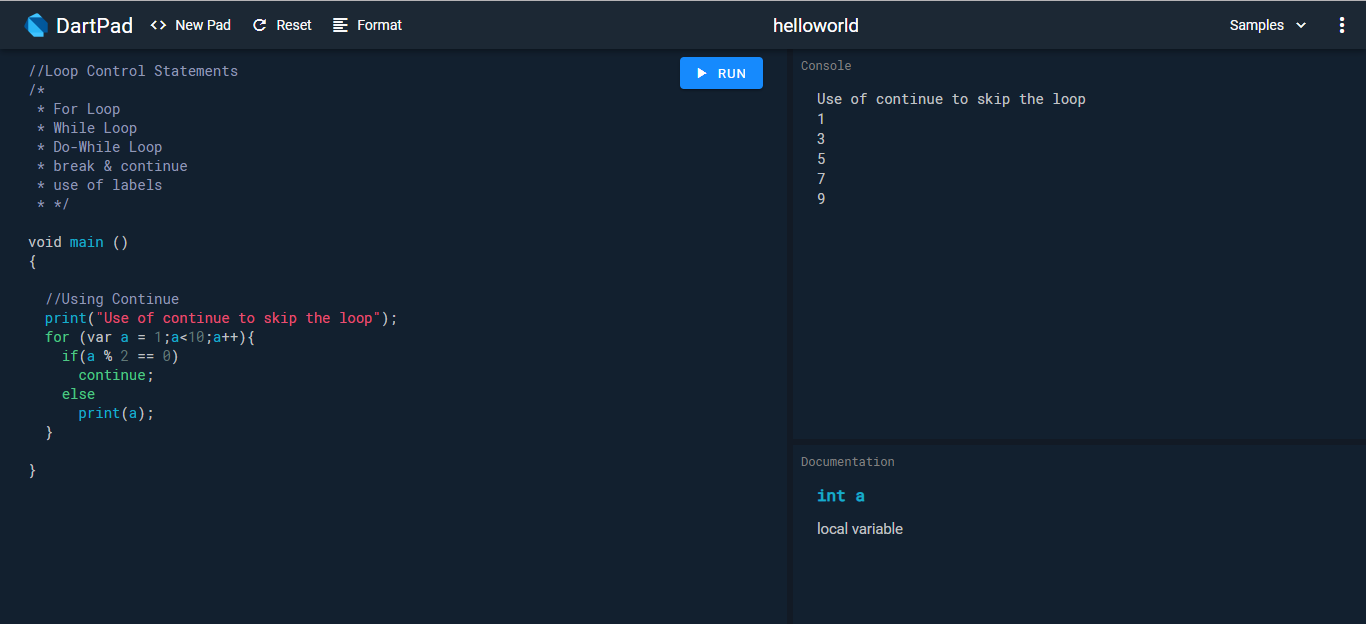 DartPad <> New Pad Reset Format helloworld Samples
//Loop Control Statements
/*
 * For Loop
 * While Loop
 * Do-While Loop
 * break & continue
 * use of labels
 * */
void main ()
{
  //Using Continue
  print("Use of continue to skip the loop");
  for (var a = 1;a<10;a++){
    if(a % 2 == 0)
      continue;
    else
      print(a);
  }
}
RUN
Console
Use of continue to skip the loop
1
3
5
7
9
Documentation
int a
local variable